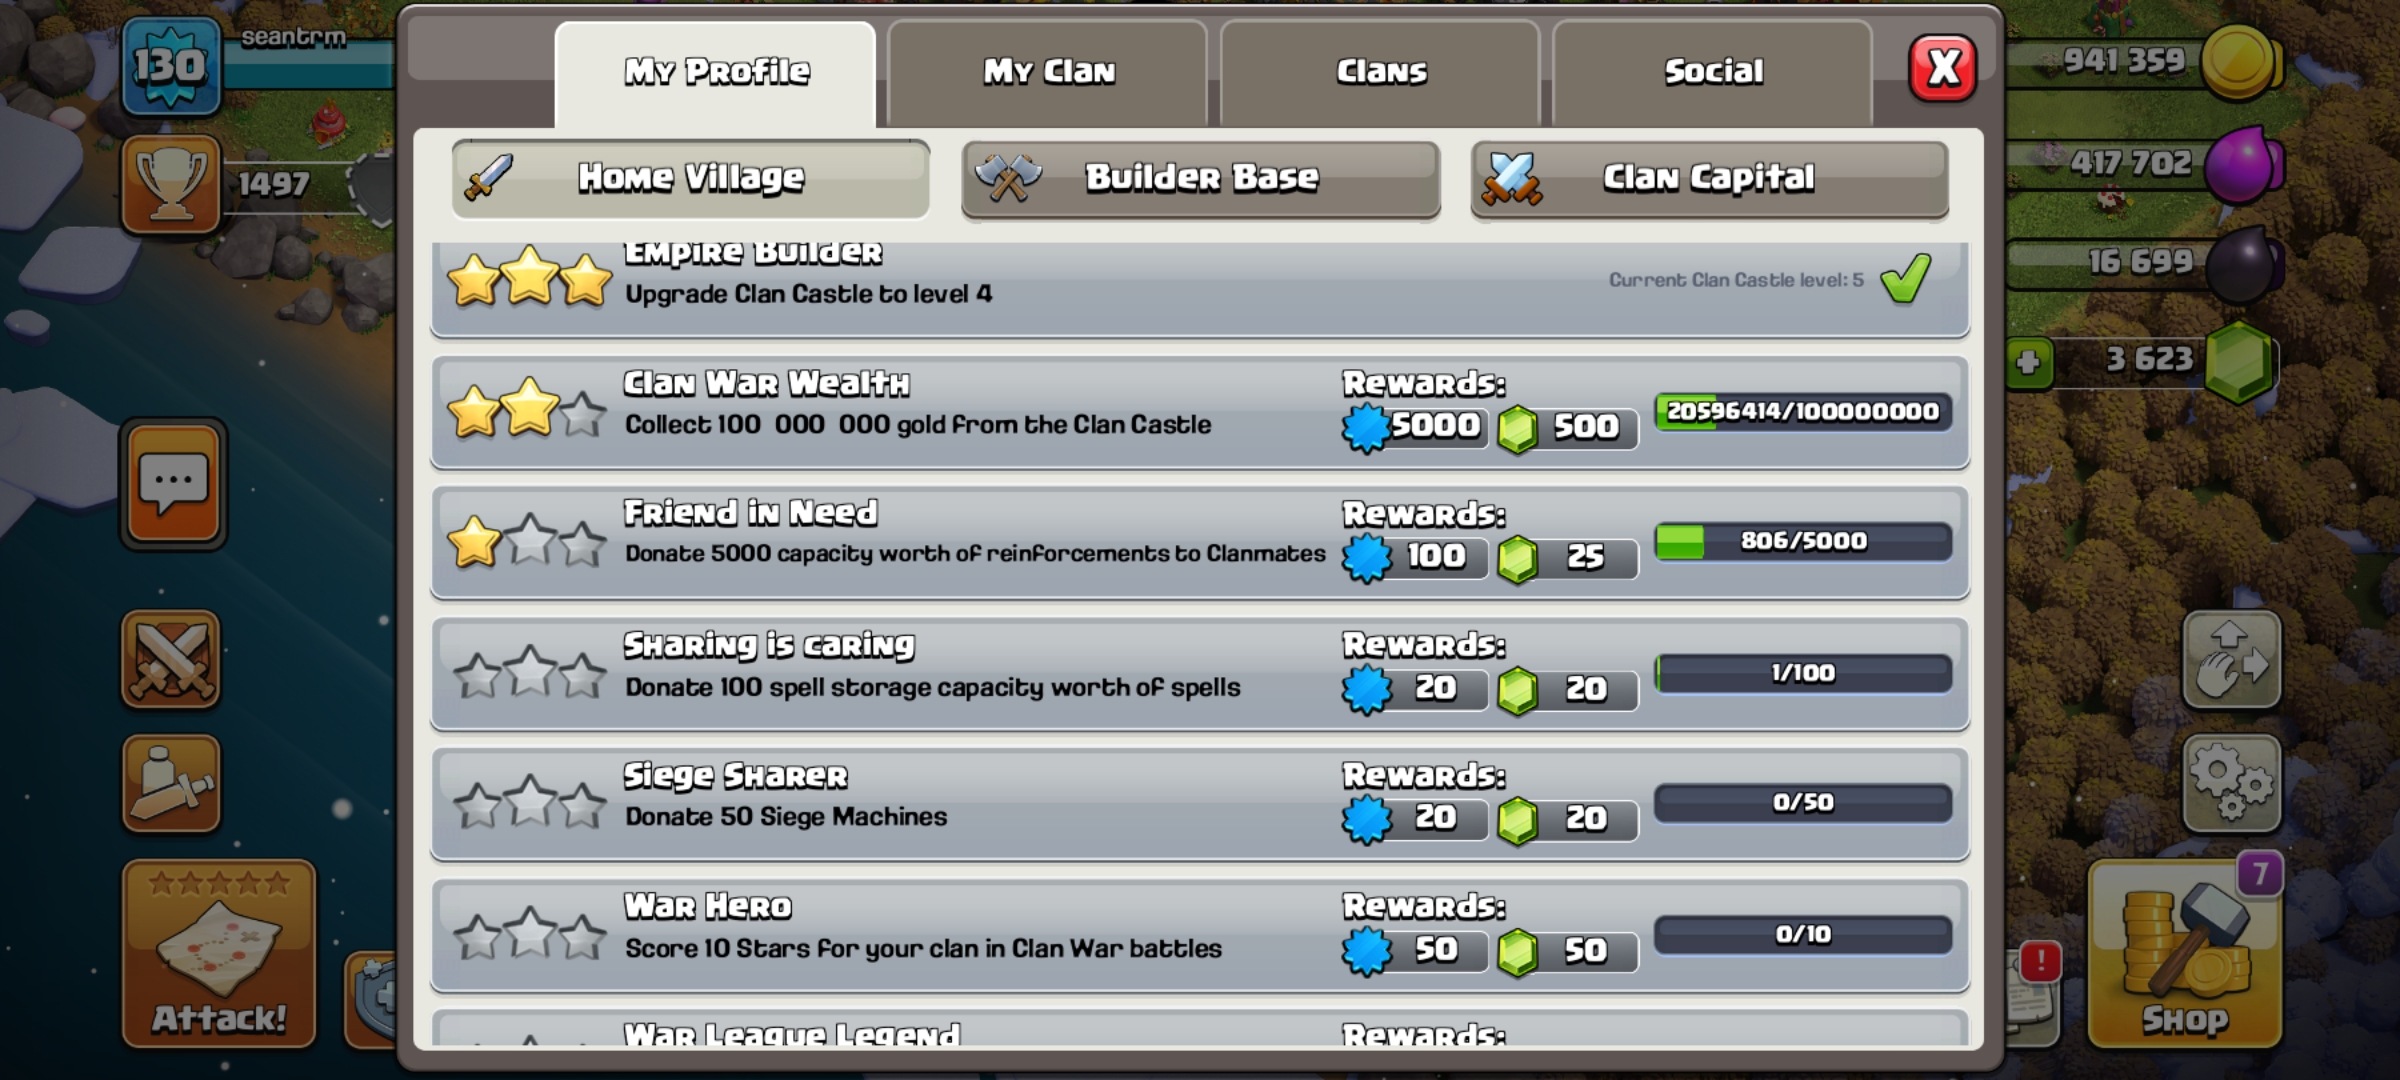 130
seantrm
My Profile
My Clan
Clans
Social
X
941 359
1497
Home Village
Builder Base
Clan Capital
417 702
Empire Builder
Upgrade Clan Castle to level 4
Current Clan Castle level: 5
16 699
3 623
Clan War Wealth
Collect 100 000 000 gold from the Clan Castle
Rewards:
5000
500
20596414/100000000
Friend in Need
Donate 5000 capacity worth of reinforcements to Clanmates
Rewards:
100
25
806/5000
Sharing is caring
Donate 100 spell storage capacity worth of spells
Rewards:
20
20
1/100
Siege Sharer
Donate 50 Siege Machines
Rewards:
20
20
0/50
War Hero
Score 10 Stars for your clan in Clan War battles
Rewards:
50
50
0/10
War League Legend
Rewards:
Attack!
!
7
Shop